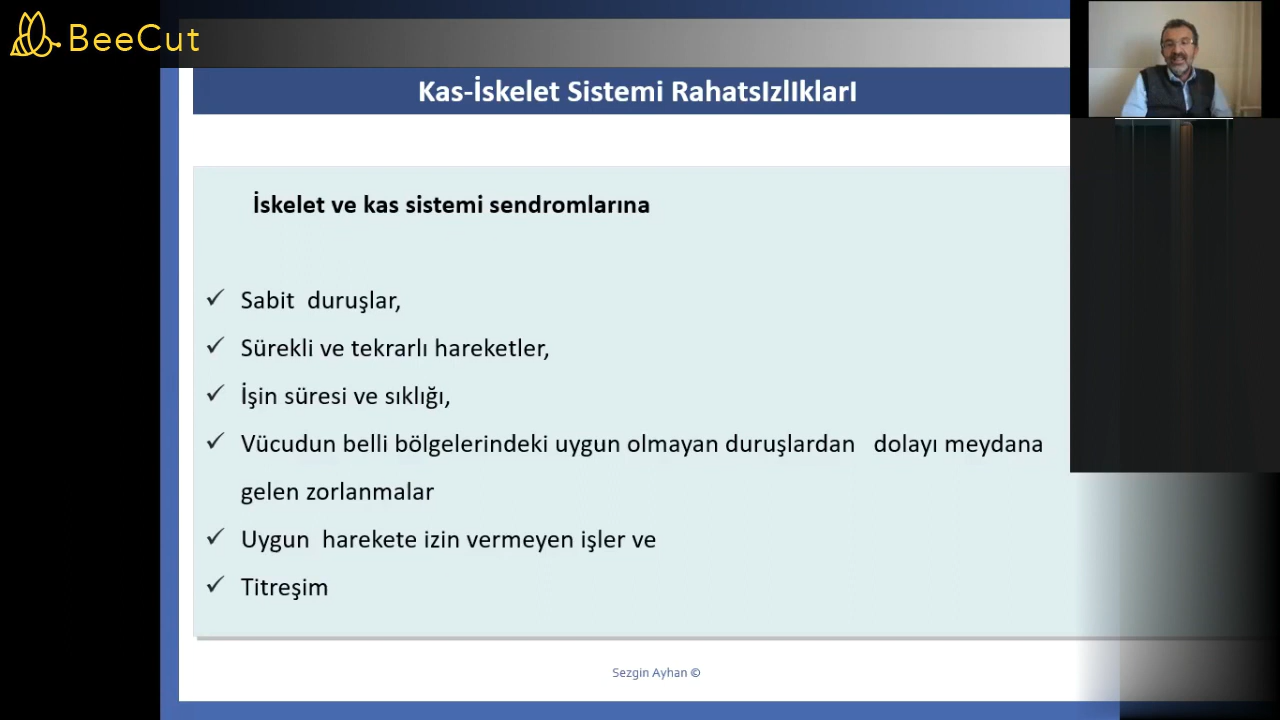 BeeCut
Kas-İskelet Sistemi RahatsIzlIklarI
İskelet ve kas sistemi sendromlarına
✓ Sabit duruşlar,
✓ Sürekli ve tekrarlı hareketler,
✓ İşin süresi ve sıklığı,
✓ Vücudun belli bölgelerindeki uygun olmayan duruşlardan dolayı meydana
gelen zorlanmalar
✓ Uygun harekete izin vermeyen işler ve
✓ Titreşim
Sezgin Ayhan ©